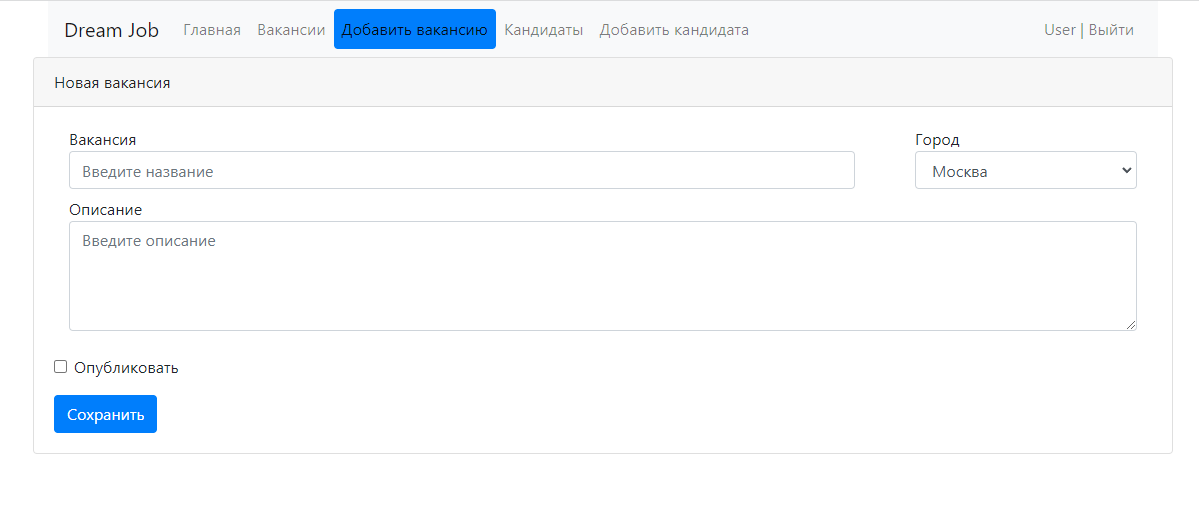 Dream Job Главная Вакансии Добавить вакансию Кандидаты Добавить кандидата User | Выйти
Новая вакансия
Вакансия Город
Введите название Москва
Описание
Введите описание
Опубликовать
Сохранить